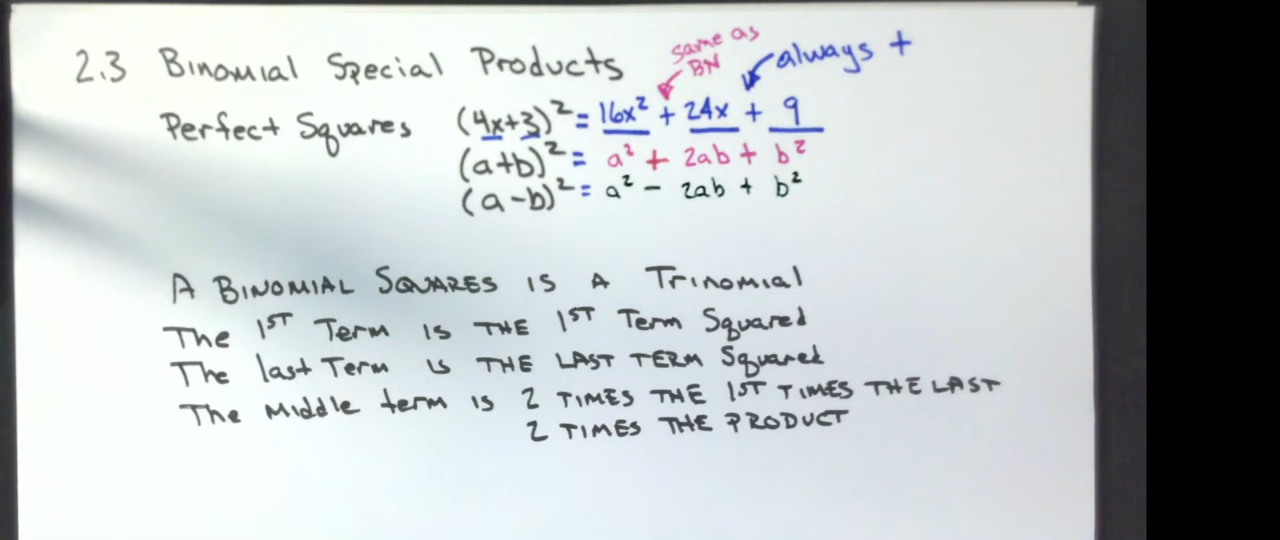 2.3 Binomial Special Products
same as
BN
always +
Perfect Squares (4x+3)² = 16x² + 24x + 9
(a+b)² = a² + 2ab + b²
(a-b)² = a² - 2ab + b²
A BINOMIAL SQUARES IS A Trinomial
The 1ST Term IS THE 1ST Term Squared
The last Term is THE LAST TERM Squared
The Middle term is 2 TIMES THE 1ST TIMES THE LAST
2 TIMES THE PRODUCT